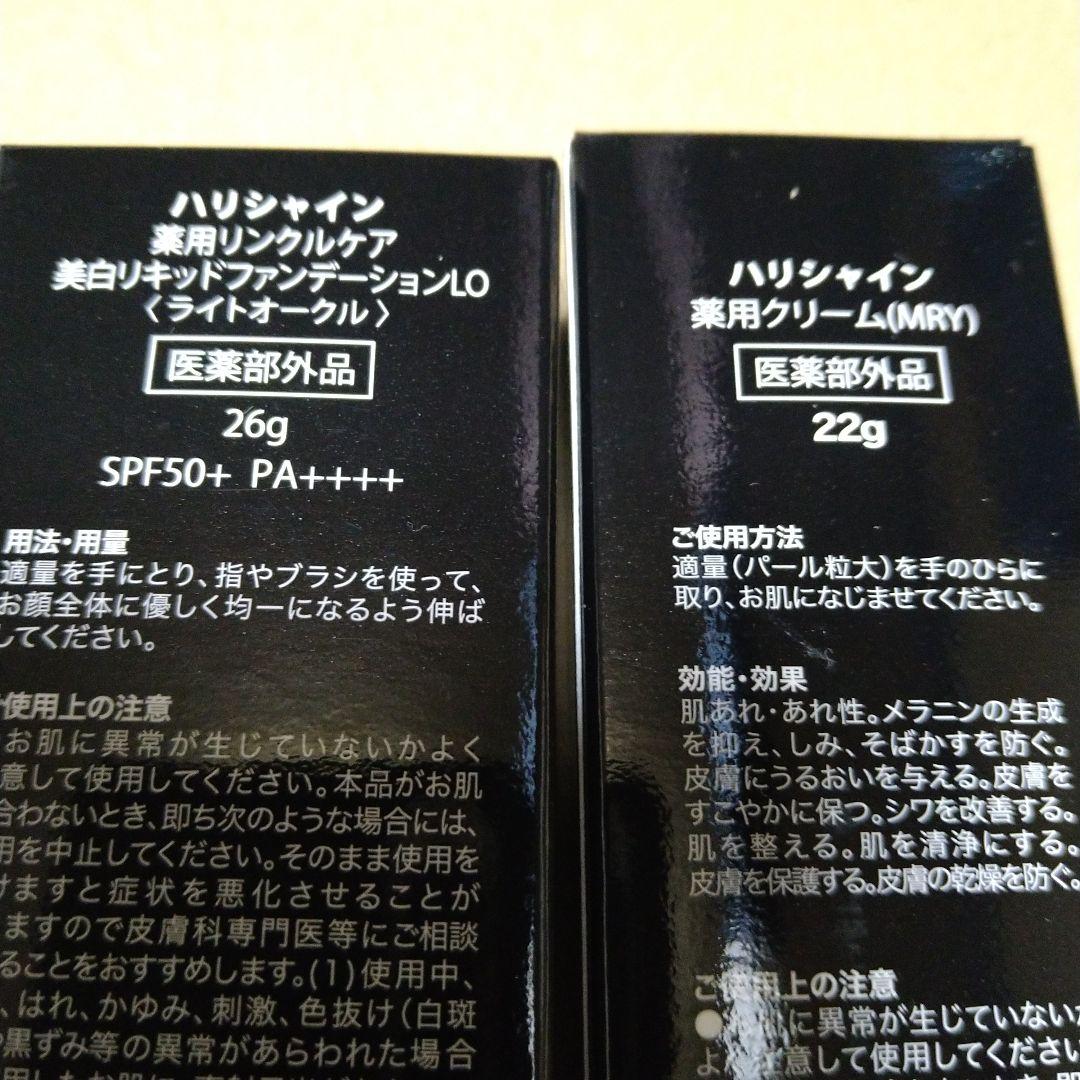 ハリシャイン
薬用リンクルケア
美白リキッドファンデーションLO
〈ライトオークル〉
医薬部外品
26g
SPF50+ PA++++
用法・用量
適量を手にとり、指やブラシを使って、
お顔全体に優しく均一になるよう伸ば
してください。
使用上の注意
お肌に異常が生じていないかよく
意して使用してください。本品がお肌
合わないとき、即ち次のような場合には、
用を中止してください。そのまま使用を
けますと症状を悪化させることが
ますので皮膚科専門医等にご相談
ることをおすすめします。(1)使用中、
、はれ、かゆみ、刺激、色抜け(白斑
黒ずみ等の異常があらわれた場合
ハリシャイン
薬用クリーム(MRY)
医薬部外品
22g
ご使用方法
適量(パール粒大)を手のひらに
取り、お肌になじませてください。
効能・効果
肌あれ・あれ性。メラニンの生成
を抑え、しみ、そばかすを防ぐ。
皮膚にうるおいを与える。皮膚を
すこやかに保つ。シワを改善する。
肌を整える。肌を清浄にする。
皮膚を保護する。皮膚の乾燥を防ぐ。
ご使用上の注意
●お肌に異常が生じていないか
よく注意して使用してください